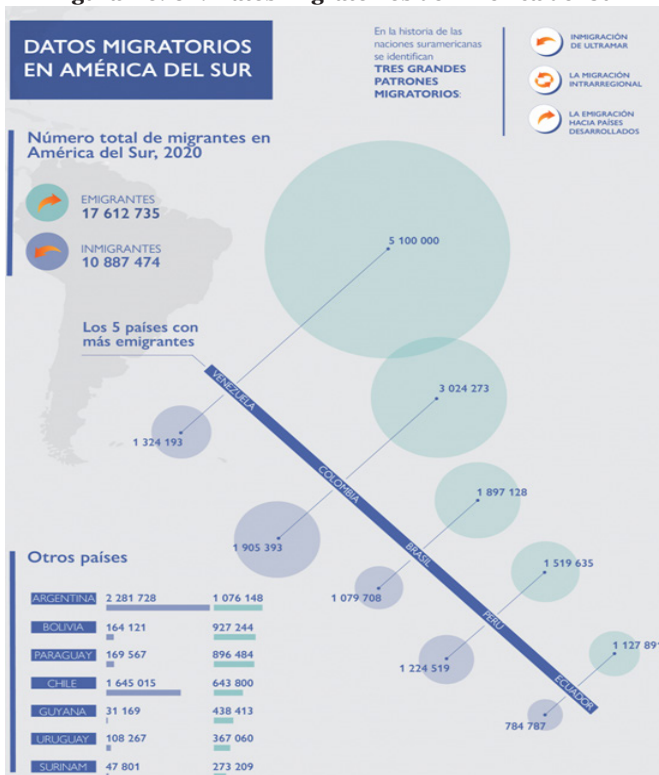 DATOS MIGRATORIOS
EN AMÉRICA DEL SUR
En la historia de las
naciones suramericanas
se identifican
TRES GRANDES
PATRONES
MIGRATORIOS:
INMIGRACIÓN
DE ULTRAMAR
LA MIGRACIÓN
INTRARREGIONAL
LA EMIGRACIÓN
HACIA PAÍSES
DESARROLLADOS
Número total de migrantes en
América del Sur, 2020
EMIGRANTES
17 612 735
INMIGRANTES
10 887 474
Los 5 países con
más emigrantes
5 100 000
VENEZUELA
1 324 193
3 024 273
COLOMBIA
1 905 393
1 897 128
BRASIL
1 079 708
1 519 635
PERÚ
1 224 519
1 127 891
ECUADOR
784 787
Otros países
ARGENTINA 2 281 728 1 076 148
BOLIVIA 164 121 927 244
PARAGUAY 169 567 896 484
CHILE 1 645 015 643 800
GUYANA 31 169 438 413
URUGUAY 108 267 367 060
SURINAM 47 801 273 209